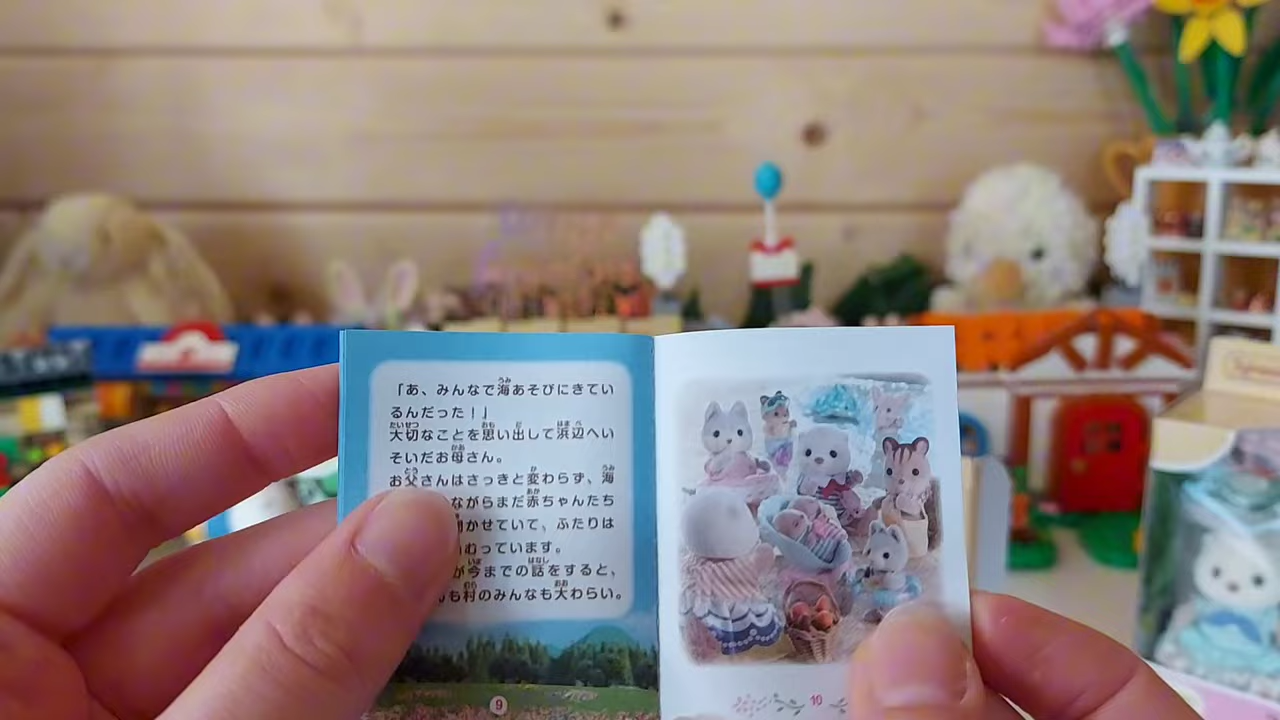 「あ、みんなで海あそびにきてい
るんだった！」
大切なことを思い出して浜辺へい
そいだお母さん。
お父さんはさっきと変わらず、海
ながらまだ赤ちゃんたち
かせていて、ふたりは
むっています。
が今までの話をすると、
も村のみんなも大わらい。
9
10